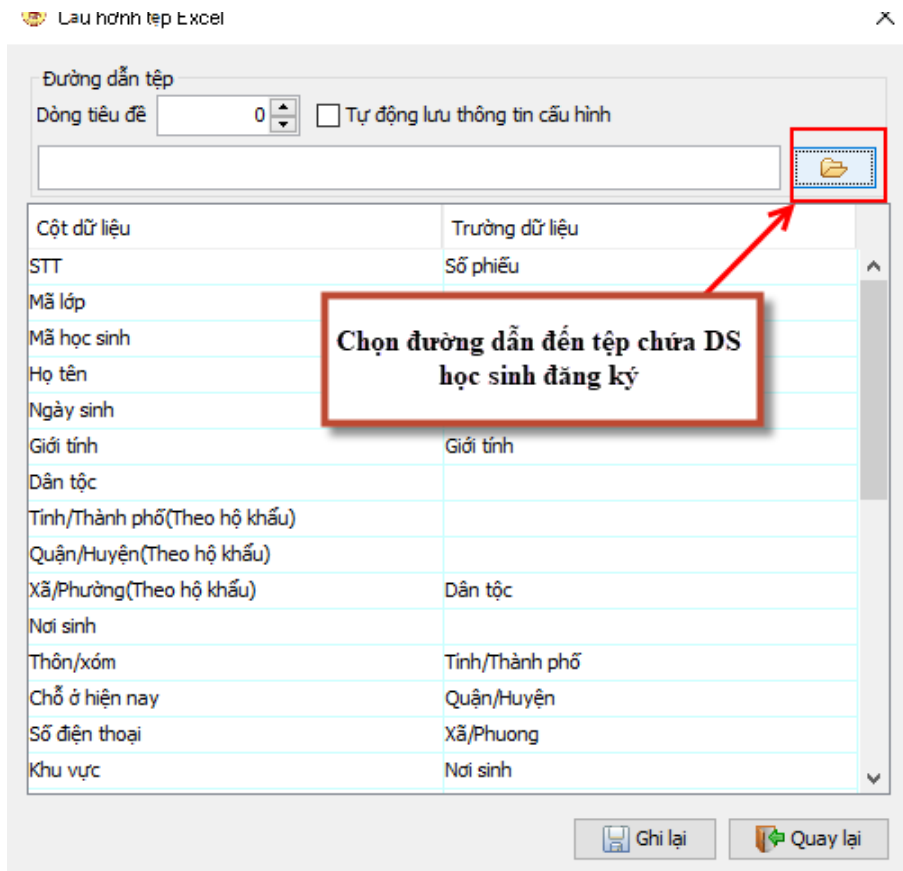 Cấu hơnh tệp Excel
Đường dẫn tệp
Dòng tiêu đề 0 Tự động lưu thông tin cấu hình
Cột dữ liệu Trường dữ liệu
STT Số phiếu
Mã lớp
Mã học sinh
Họ tên
Ngày sinh
Chọn đường dẫn đến tệp chứa DS
học sinh đăng ký
Giới tính Giới tính
Dân tộc
Tỉnh/Thành phố(Theo hộ khẩu)
Quận/Huyện(Theo hộ khẩu)
Xã/Phường(Theo hộ khẩu) Dân tộc
Nơi sinh
Thôn/xóm Tỉnh/Thành phố
Chỗ ở hiện nay Quận/Huyện
Số điện thoại Xã/Phuong
Khu vực Nơi sinh
Ghi lại Quay lại